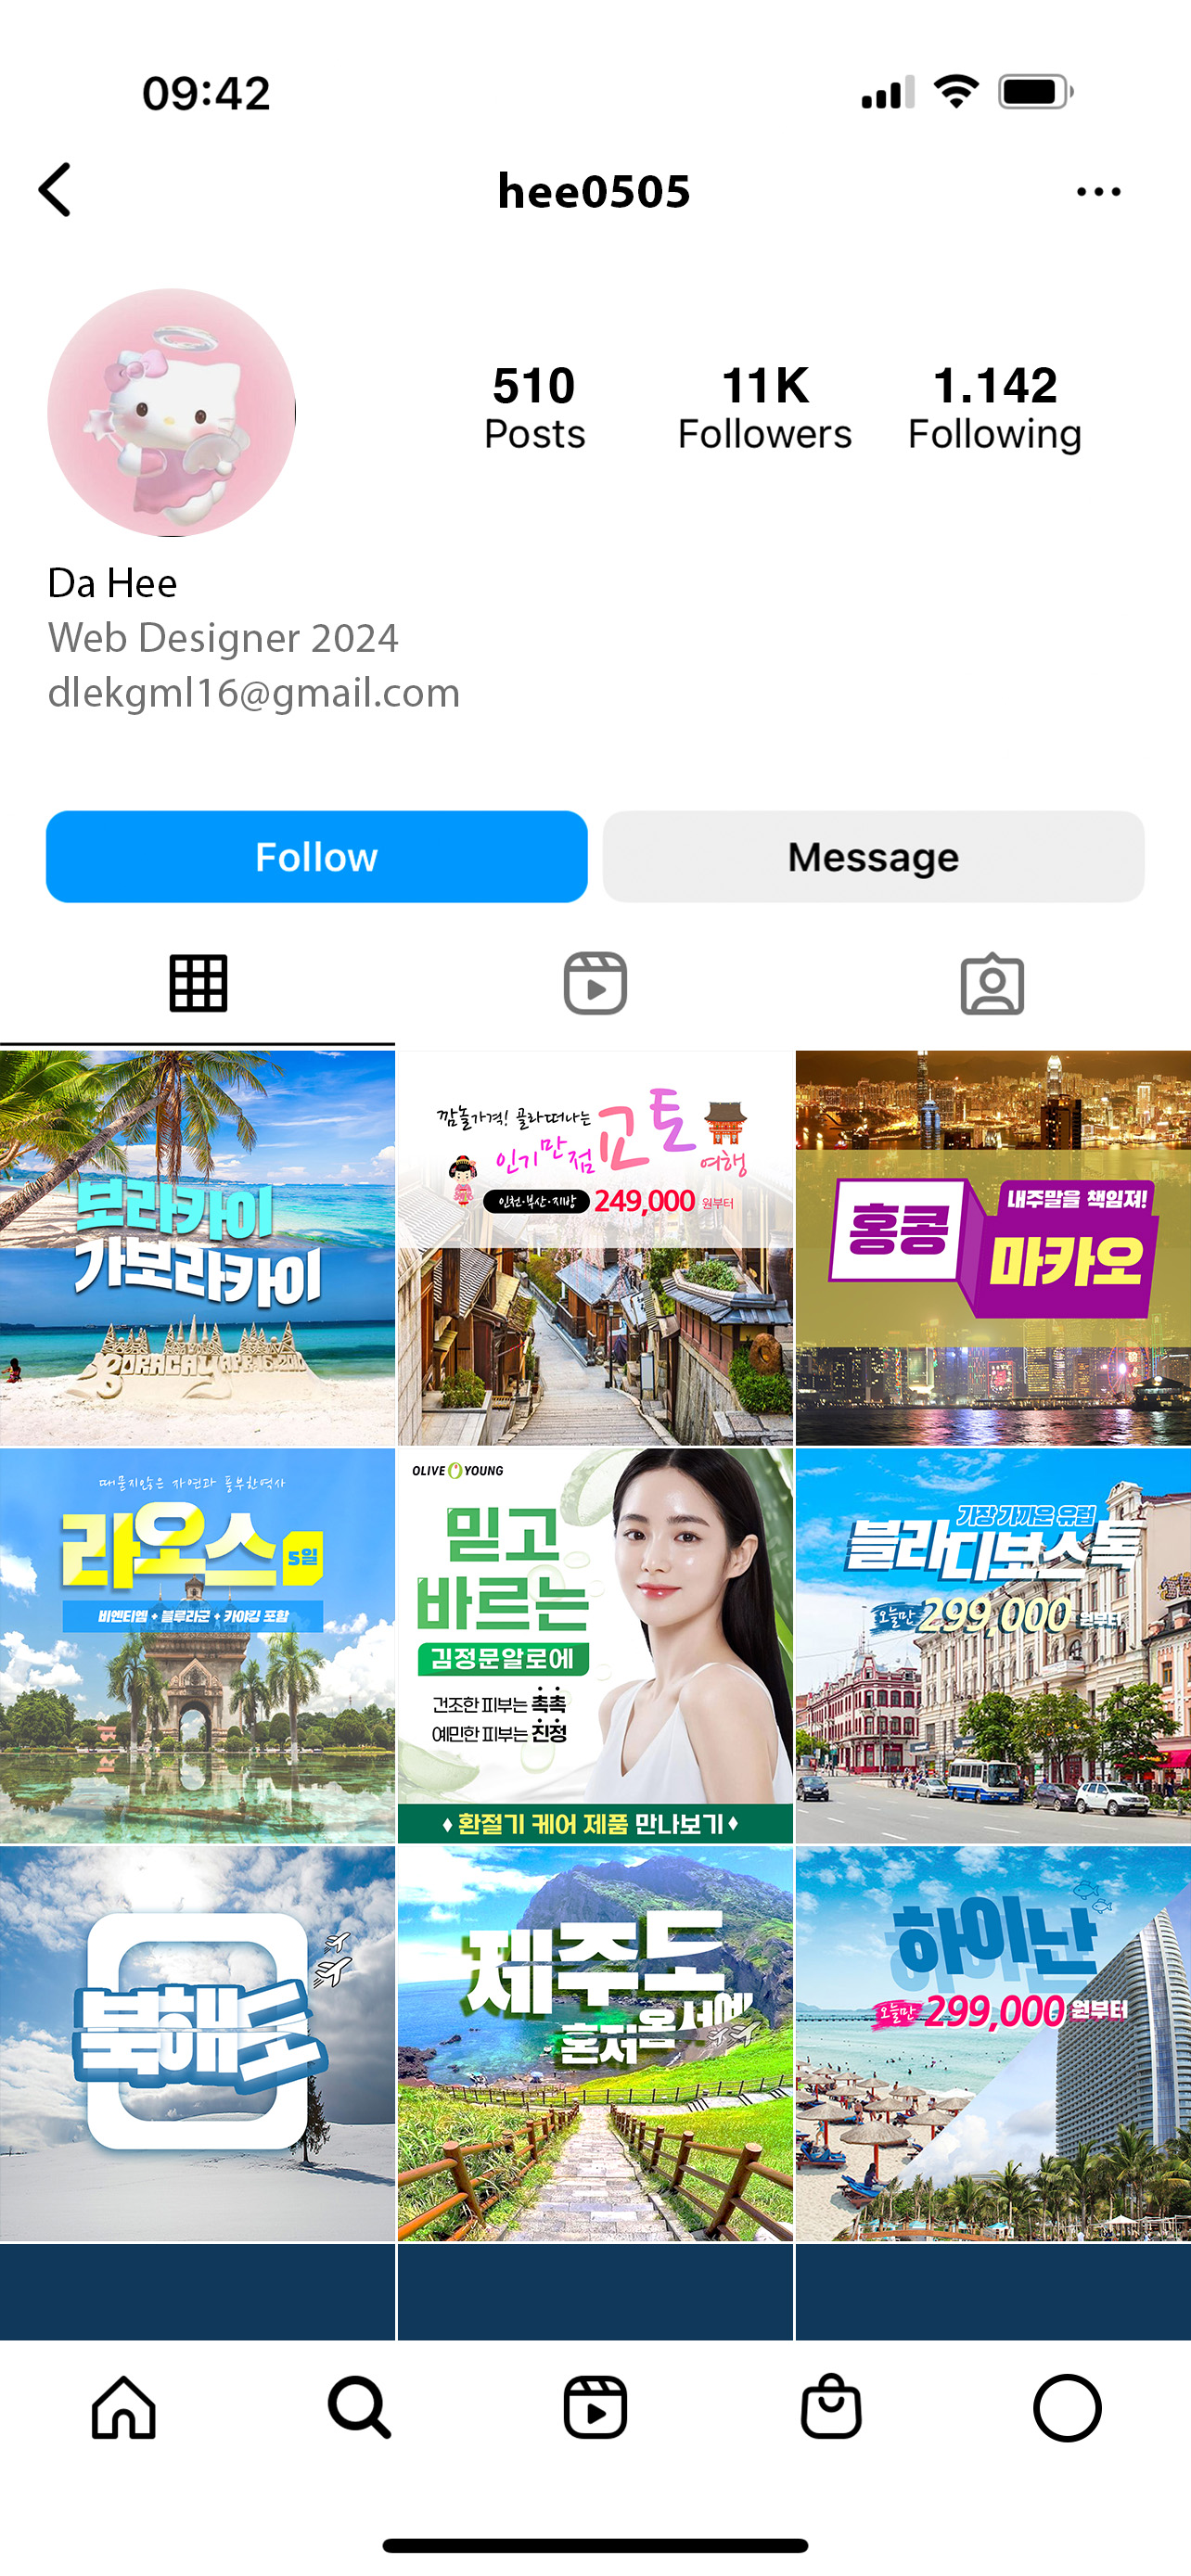 09:42
hee0505
510
Posts
11K
Followers
1.142
Following
Da Hee
Web Designer 2024
dlekgml16@gmail.com
Follow
Message
보라카이
가보라카이
BORACAY
깜놀가격! 골라떠나는
인기만점 교토 여행
인천·부산·지방 249,000 원부터
내주말을 책임져!
홍콩
마카오
때묻지않은 자연과 풍부한역사
라오스 5일
비엔티엠 + 블루라군 + 카야킹 포함
OLIVE YOUNG
믿고
바르는
김정문알로에
건조한 피부는 촉촉
예민한 피부는 진정
환절기 케어 제품 만나보기
가장 가까운 유럽
블라디보스톡
오늘만 299,000 원부터
북해도
제주도
혼저옵서예
하이난
오늘만 299,000 원부터